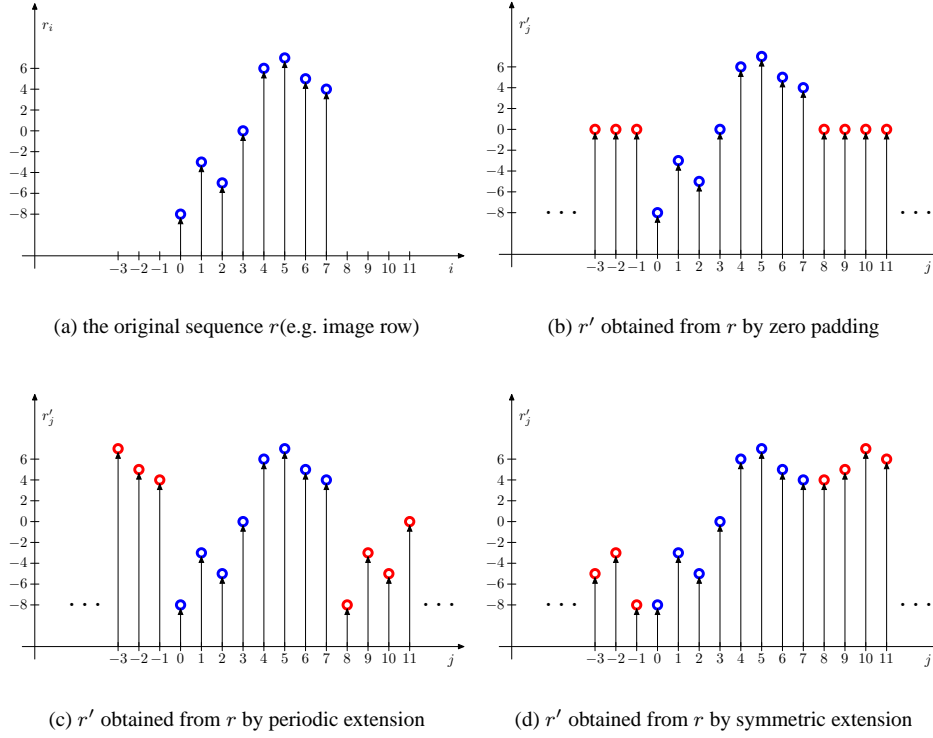 r_i
6
4
2
0
−2
−4
−6
−8
−3 −2 −1 0 1 2 3 4 5 6 7 8 9 10 11 i
(a) the original sequence r(e.g. image row)
r′_j
6
4
2
0
−2
−4
−6
−8
. . . . . .
−3 −2 −1 0 1 2 3 4 5 6 7 8 9 10 11 j
(b) r′ obtained from r by zero padding
r′_j
6
4
2
0
−2
−4
−6
−8
. . . . . .
−3 −2 −1 0 1 2 3 4 5 6 7 8 9 10 11 j
(c) r′ obtained from r by periodic extension
r′_j
6
4
2
0
−2
−4
−6
−8
. . . . . .
−3 −2 −1 0 1 2 3 4 5 6 7 8 9 10 11 j
(d) r′ obtained from r by symmetric extension